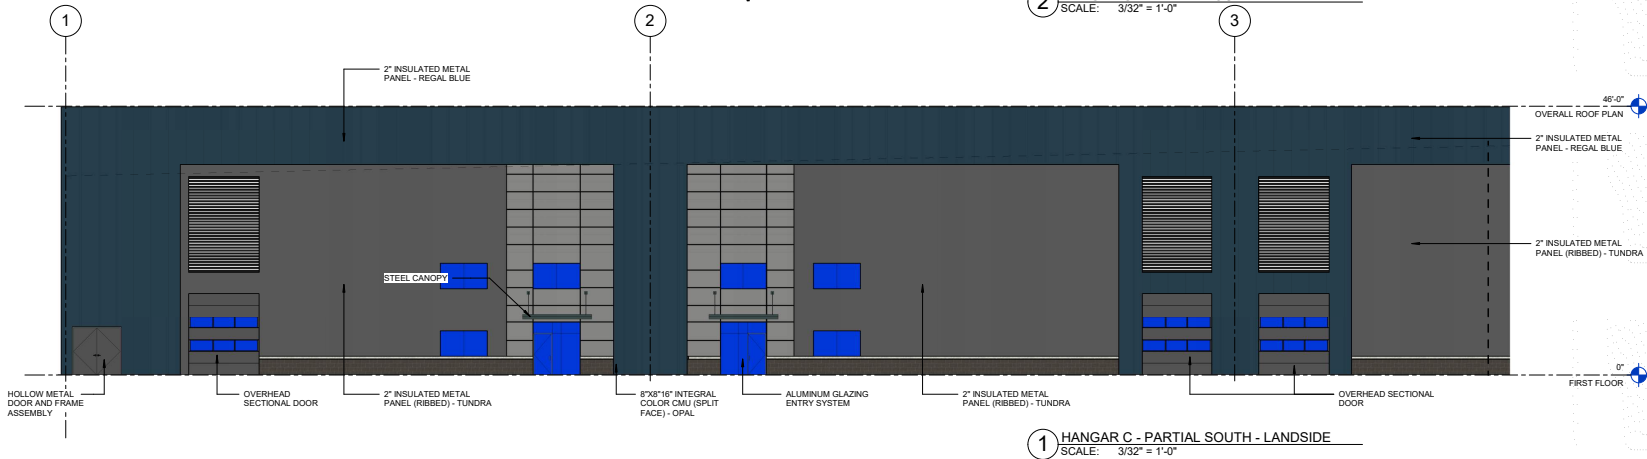 2
SCALE: 3/32" = 1'-0"
1
2
3
2" INSULATED METAL
PANEL - REGAL BLUE
46'-0"
OVERALL ROOF PLAN
2" INSULATED METAL
PANEL - REGAL BLUE
2" INSULATED METAL
PANEL (RIBBED) - TUNDRA
STEEL CANOPY
0"
FIRST FLOOR
HOLLOW METAL
DOOR AND FRAME
ASSEMBLY
OVERHEAD
SECTIONAL DOOR
2" INSULATED METAL
PANEL (RIBBED) - TUNDRA
8"X8"16" INTEGRAL
COLOR CMU (SPLIT
FACE) - OPAL
ALUMINUM GLAZING
ENTRY SYSTEM
2" INSULATED METAL
PANEL (RIBBED) - TUNDRA
OVERHEAD SECTIONAL
DOOR
1
HANGAR C - PARTIAL SOUTH - LANDSIDE
SCALE: 3/32" = 1'-0"